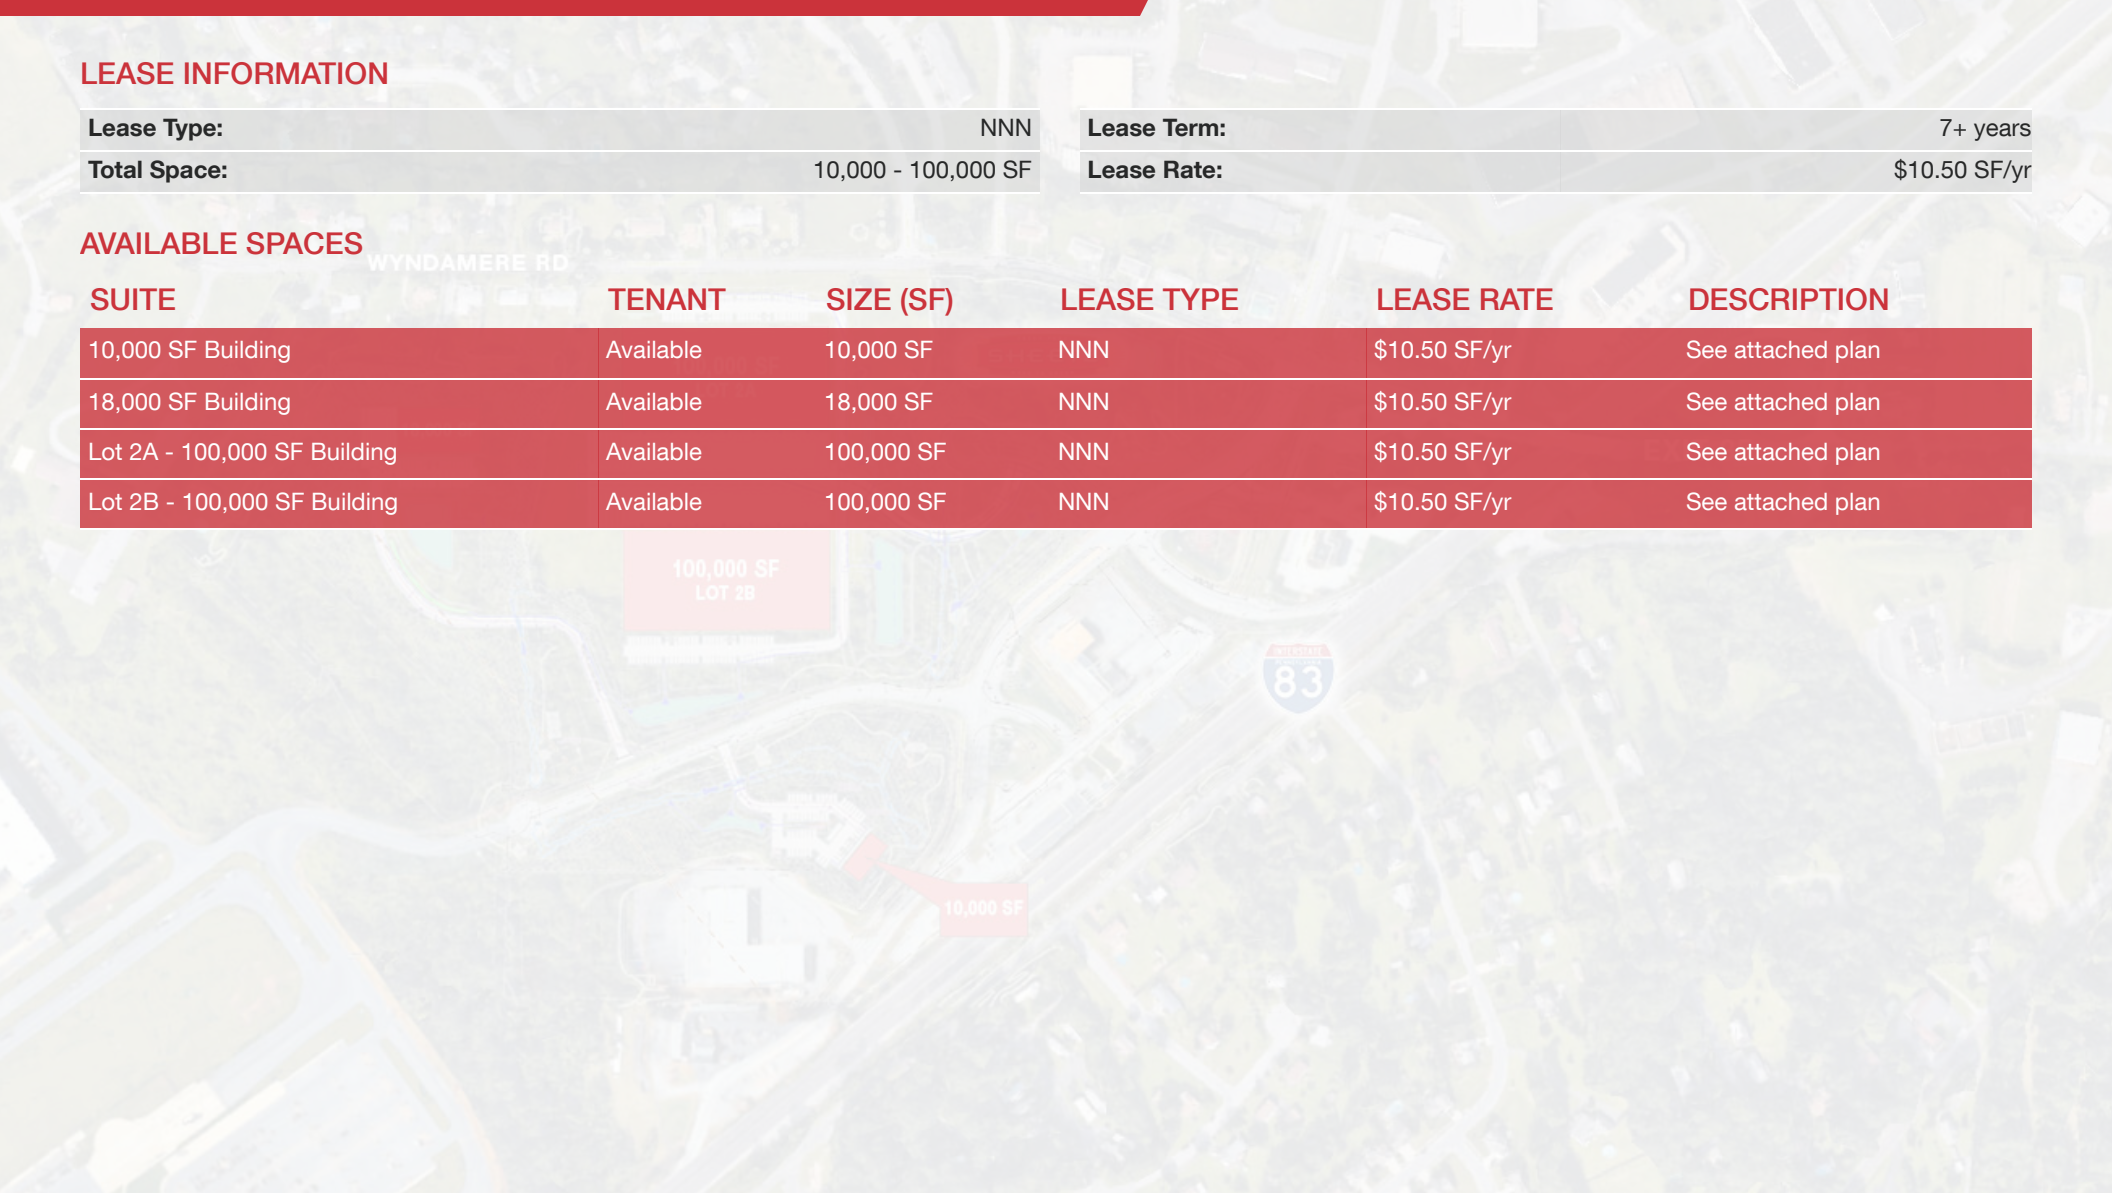 LEASE INFORMATION
Lease Type: NNN
Total Space: 10,000 - 100,000 SF
Lease Term: 7+ years
Lease Rate: $10.50 SF/yr
AVAILABLE SPACES
WYNDAMERE RD
SUITE TENANT SIZE (SF) LEASE TYPE LEASE RATE DESCRIPTION
10,000 SF Building Available 10,000 SF NNN $10.50 SF/yr See attached plan
18,000 SF Building Available 18,000 SF NNN $10.50 SF/yr See attached plan
Lot 2A - 100,000 SF Building Available 100,000 SF NNN $10.50 SF/yr See attached plan
Lot 2B - 100,000 SF Building Available 100,000 SF NNN $10.50 SF/yr See attached plan
100,000 SF
LOT 2B
INTERSTATE
83
10,000 SF